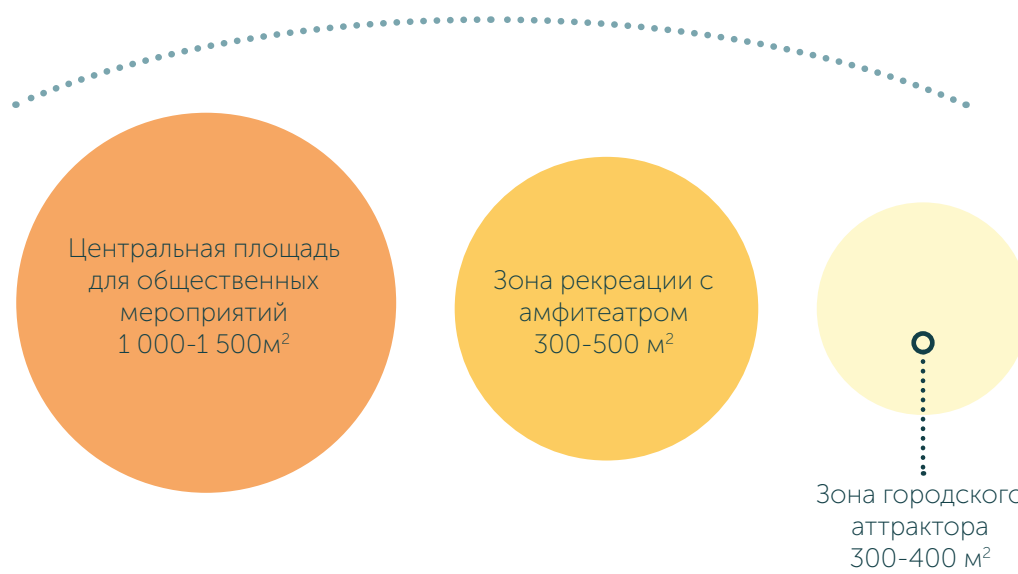 Центральная площадь
для общественных
мероприятий
1 000-1 500м²
Зона рекреации с
амфитеатром
300-500 м²
Зона городского
аттрактора
300-400 м²